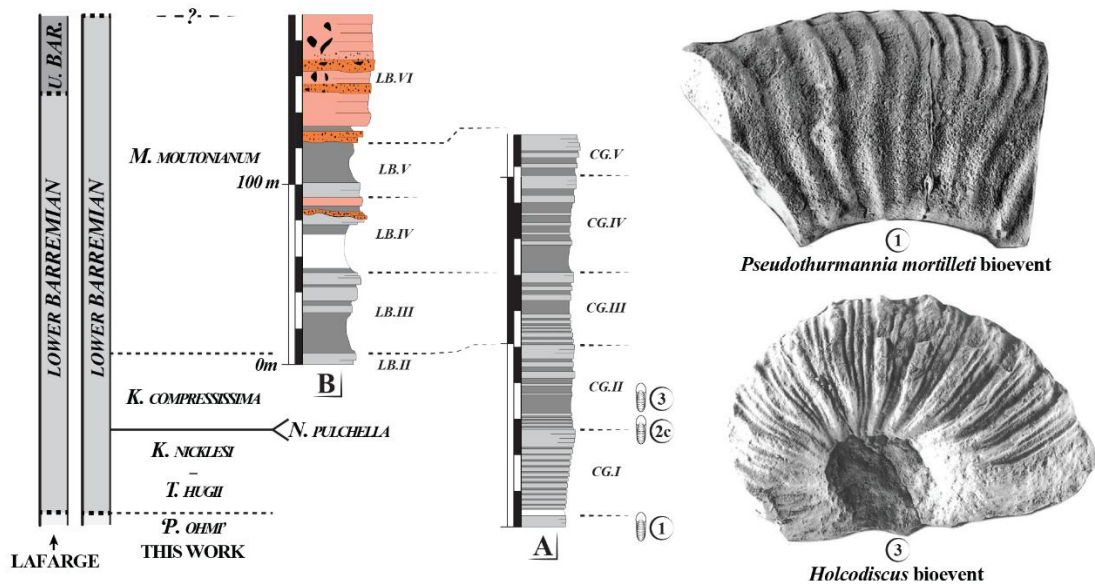 U. BAR.
LOWER BARREMIAN
LOWER BARREMIAN
LAFARGE
?
M. MOUTONIANUM
K. COMPRESSISSIMA
N. PULCHELLA
K. NICKLESI
–
T. HUGII
'P. OHMI'
THIS WORK
100 m
0m
LB.VI
LB.V
LB.IV
LB.III
LB.II
B
CG.V
CG.IV
CG.III
CG.II
CG.I
3
2c
1
A
1
Pseudothurmannia mortilleti bioevent
3
Holcodiscus bioevent